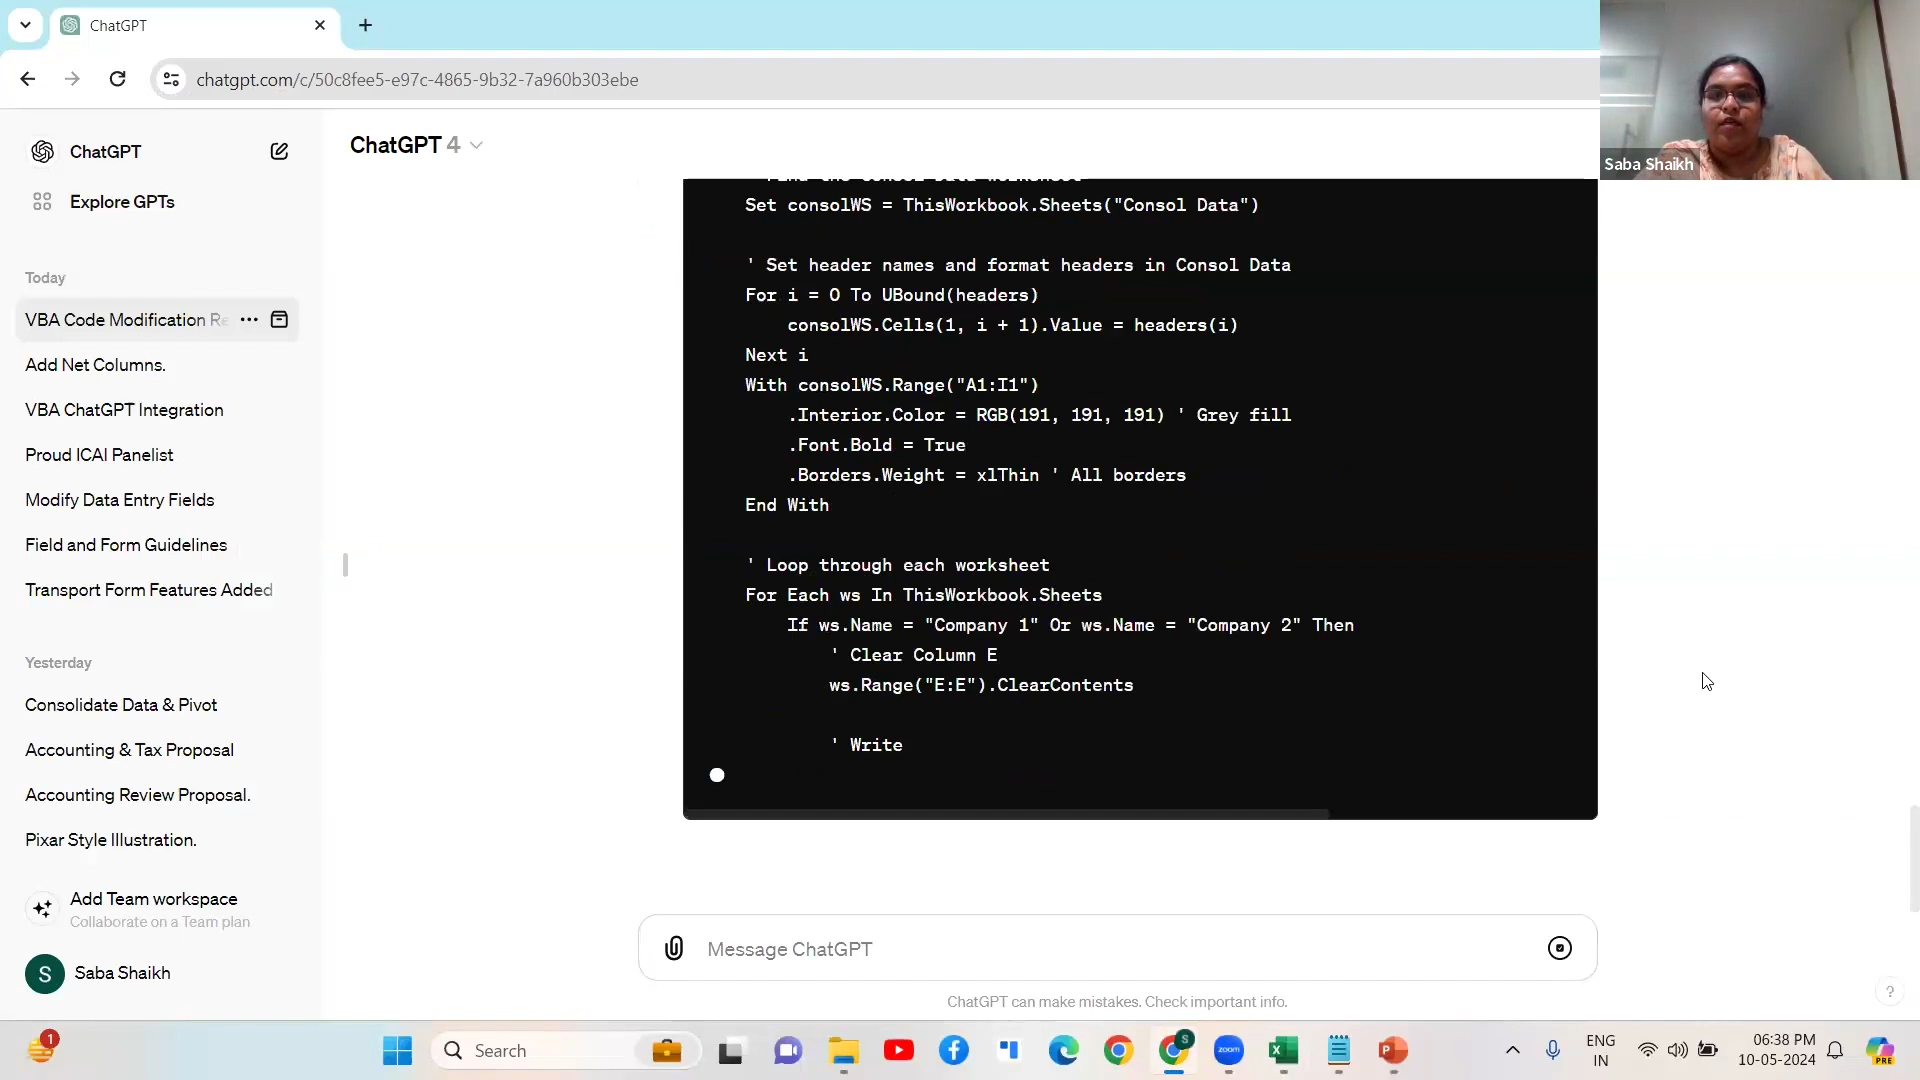 ChatGPT
chatgpt.com/c/50c8fee5-e97c-4865-9b32-7a960b303ebe
Saba Shaikh
ChatGPT
Explore GPTs
Today
VBA Code Modification Re
Add Net Columns.
VBA ChatGPT Integration
Proud ICAI Panelist
Modify Data Entry Fields
Field and Form Guidelines
Transport Form Features Added
Yesterday
Consolidate Data & Pivot
Accounting & Tax Proposal
Accounting Review Proposal.
Pixar Style Illustration.
Add Team workspace
Collaborate on a Team plan
S
Saba Shaikh
ChatGPT 4
Set consolWS = ThisWorkbook.Sheets("Consol Data")
' Set header names and format headers in Consol Data
For i = 0 To UBound(headers)
consolWS.Cells(1, i + 1).Value = headers(i)
Next i
With consolWS.Range("A1:I1")
.Interior.Color = RGB(191, 191, 191) ' Grey fill
.Font.Bold = True
.Borders.Weight = xlThin ' All borders
End With
' Loop through each worksheet
For Each ws In ThisWorkbook.Sheets
If ws.Name = "Company 1" Or ws.Name = "Company 2" Then
' Clear Column E
ws.Range("E:E").ClearContents
' Write
Message ChatGPT
ChatGPT can make mistakes. Check important info.
?
1
Search
S
zoom
ENG
IN
06:38 PM
10-05-2024
PRE